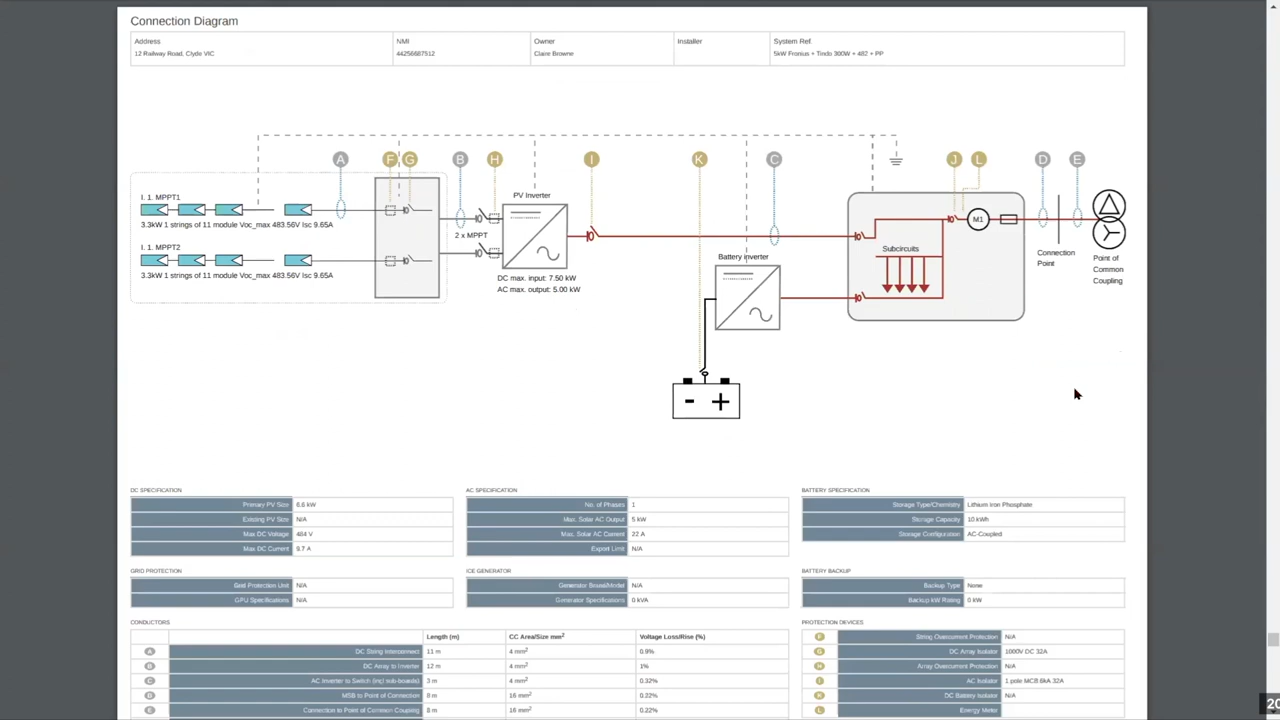 Connection Diagram
Address NMI Owner Installer System Ref.
12 Railway Road, Clyde VIC 44256687512 Clare Browne 5kW Fronius + Tindo 300W + 482 + PP
A F G B H I K C J L D E
I. 1. MPPT1
3.3kW 1 strings of 11 module Voc_max 483.56V Isc 9.65A
I. 1. MPPT2
3.3kW 1 strings of 11 module Voc_max 483.56V Isc 9.65A
2 x MPPT
PV Inverter
DC max. input: 7.50 kW
AC max. output: 5.00 kW
Battery inverter
- +
Subcircuits
M1
Connection
Point
Point of
Common
Coupling
DC SPECIFICATION
Primary PV Size 6.6 kW
Existing PV Size N/A
Max DC Voltage 484 V
Max DC Current 9.7 A
AC SPECIFICATION
No. of Phases 1
Max. Solar AC Output 5 kW
Max. Solar AC Current 22 A
Export Limit N/A
BATTERY SPECIFICATION
Storage Type/Chemistry Lithium Iron Phosphate
Storage Capacity 10 kWh
Storage Configuration AC-Coupled
GRID PROTECTION
Grid Protection Unit N/A
GPU Specifications N/A
ICE GENERATOR
Generator Brand/Model N/A
Generator Specifications 0 kVA
BATTERY BACKUP
Backup Type None
Backup kW Rating 0 kW
CONDUCTORS
Length (m) CC Area/Size mm² Voltage Loss/Rise (%)
A DC String Interconnect 11 m 4 mm² 0.9%
B DC Array to Inverter 12 m 4 mm² 1%
C AC Inverter to Switch (inc) sub-boards) 3 m 4 mm² 0.32%
D MSB to Point of Connection 8 m 16 mm² 0.22%
E Connection to Point of Common Coupling 8 m 16 mm² 0.22%
PROTECTION DEVICES
F String Overcurrent Protection N/A
G DC Array Isolator 1000V DC 32A
H Array Overcurrent Protection N/A
I AC Isolator 1 pole MCB 6kA 32A
K DC Battery Isolator N/A
L Energy Meter
20